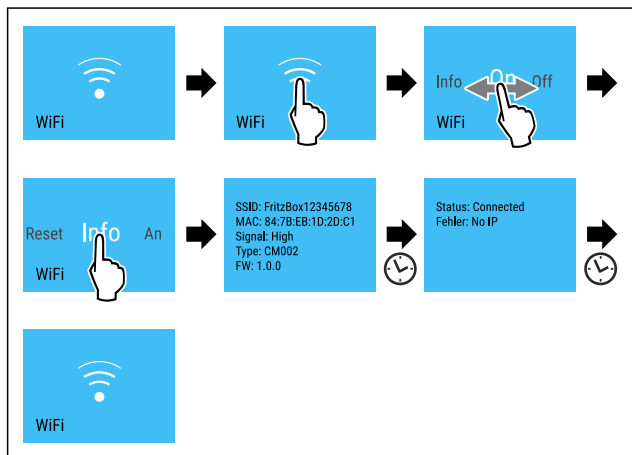 WiFi
WiFi
Info On Off
WiFi
Reset Info An
WiFi
SSID: FritzBox12345678
MAC: 84:7B:EB:1D:2D:C1
Signal: High
Type: CM002
FW: 1.0.0
Status: Connected
Fehler: No IP
WiFi